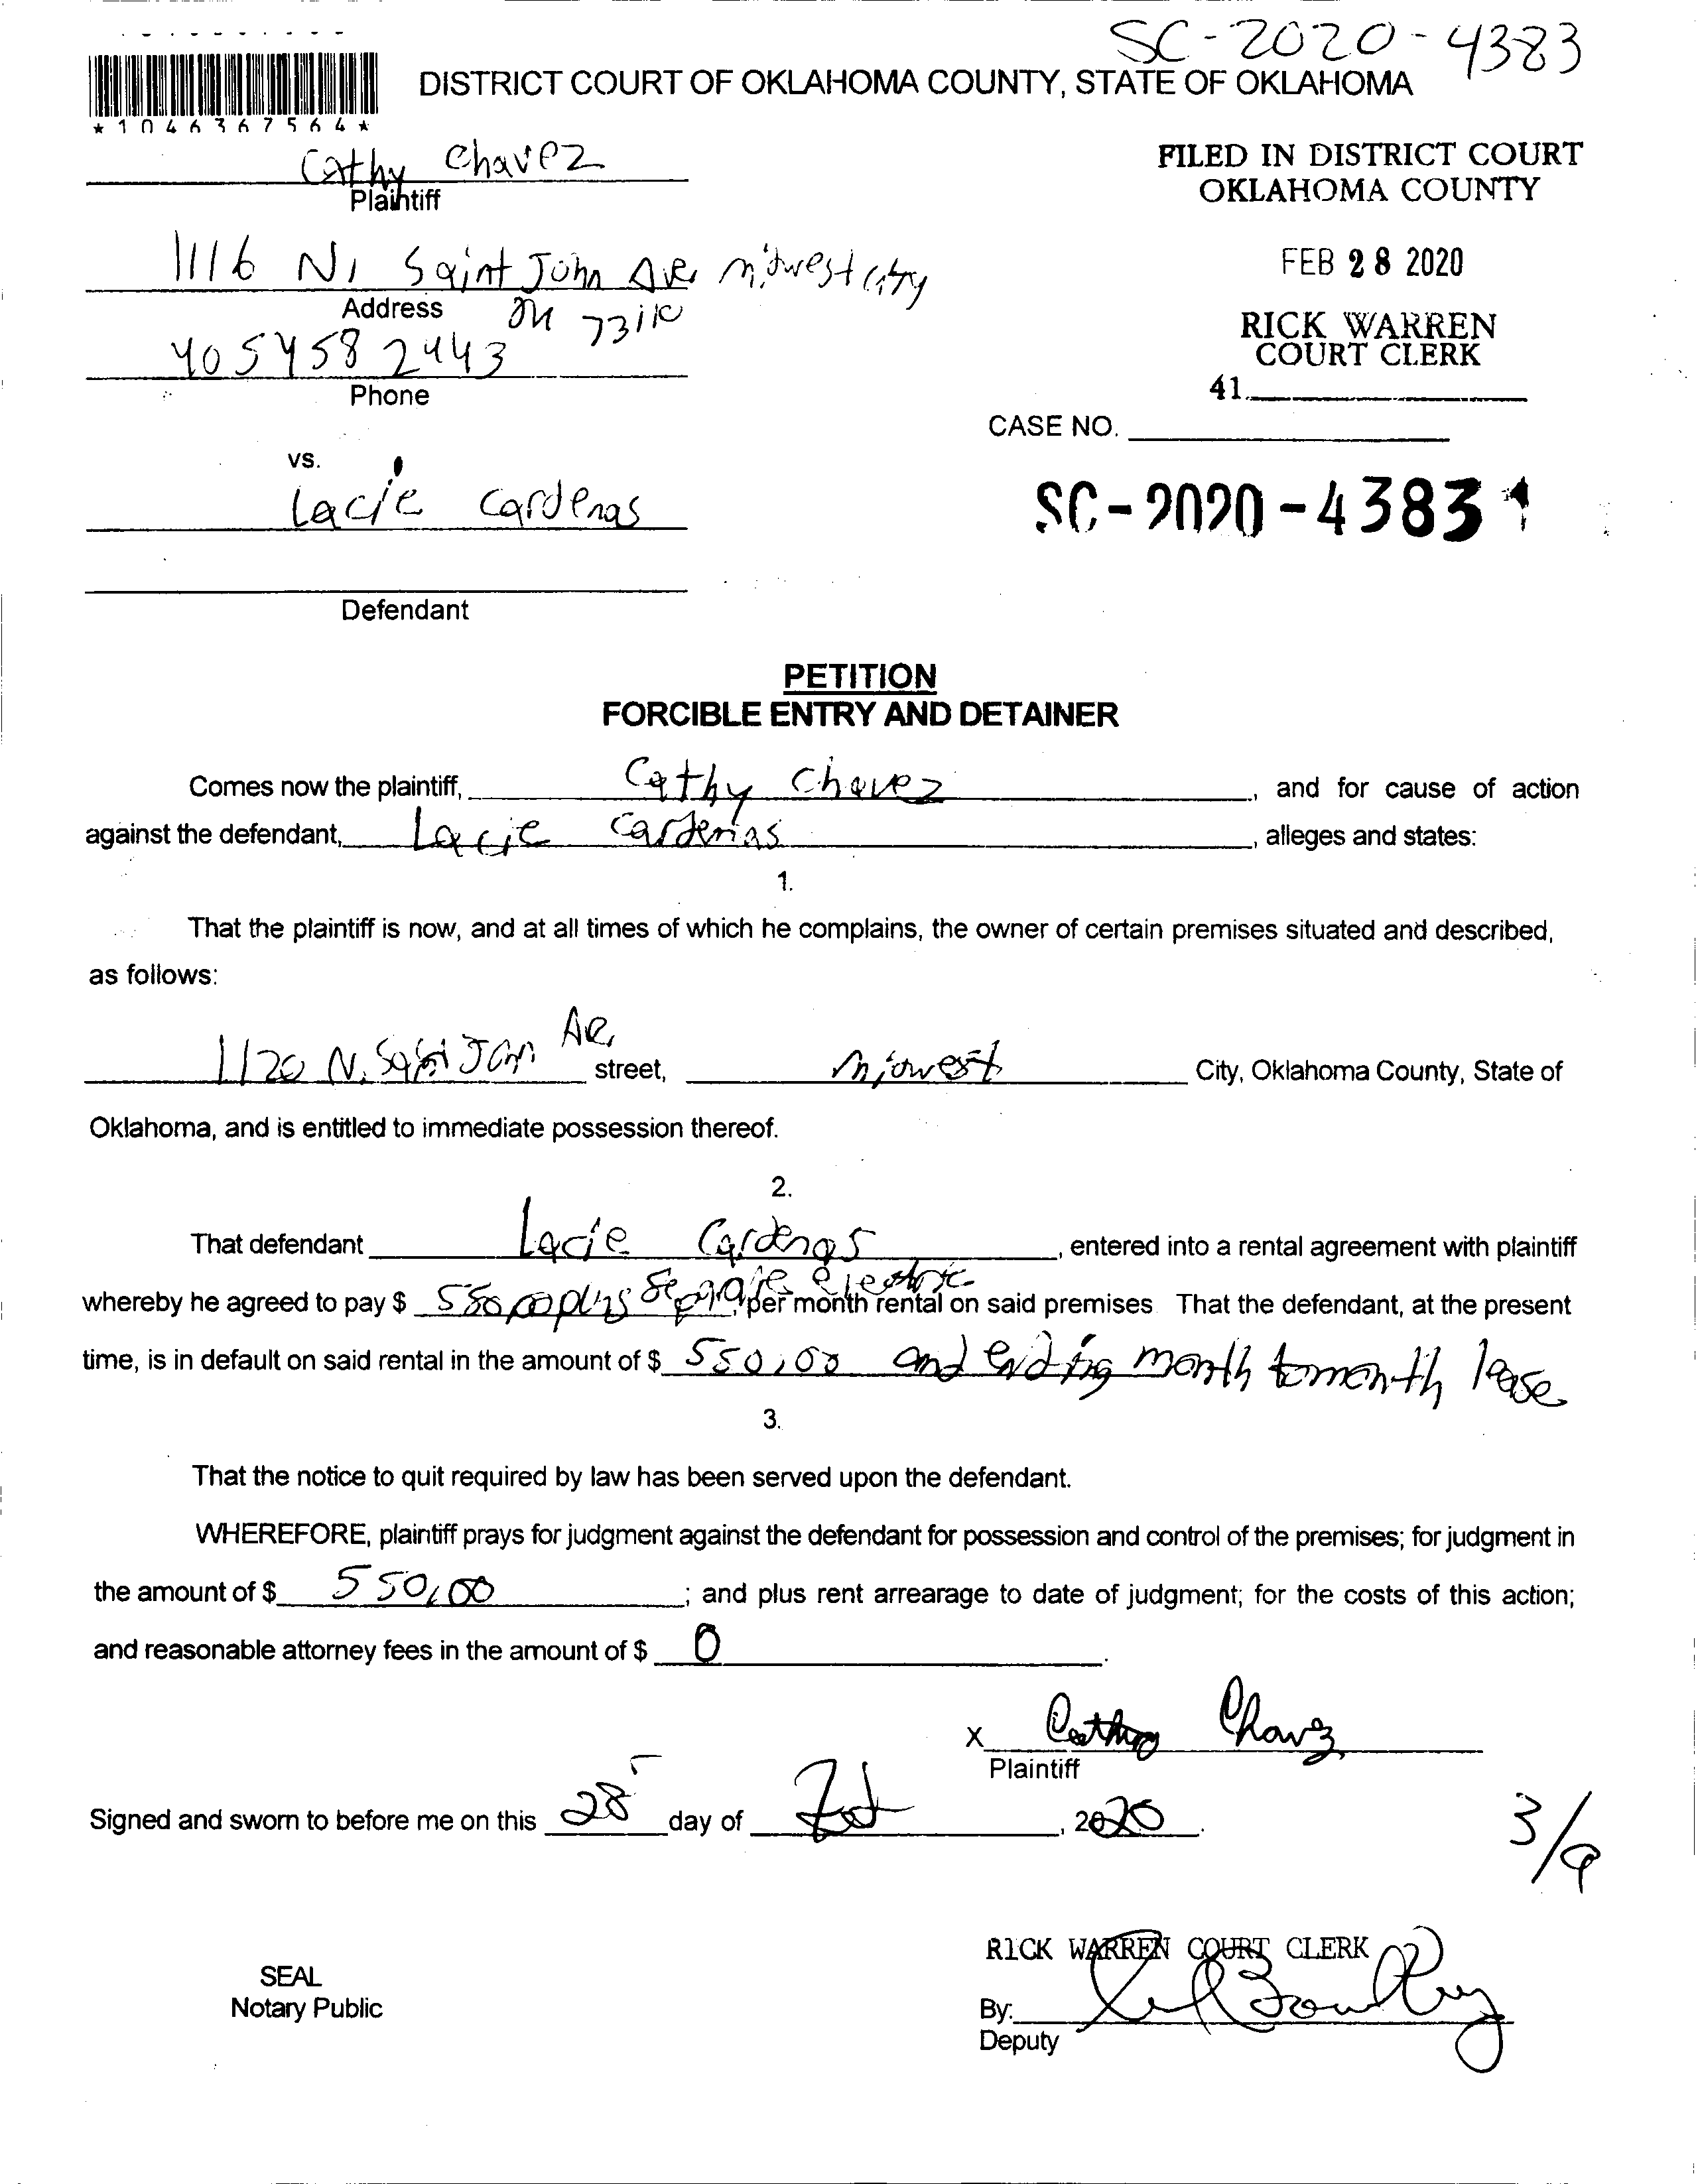 SC-2020-4383
DISTRICT COURT OF OKLAHOMA COUNTY, STATE OF OKLAHOMA
*1046367564*
Cathy Chavez
Plaintiff
FILED IN DISTRICT COURT
OKLAHOMA COUNTY
1116 N. Saint John Ave Midwest City
Address
FEB 28 2020
RICK WARREN
COURT CLERK
405 458 2443
Phone
41.
CASE NO.
vs.
Lacie Cardenas
SC-2020-4383
Defendant
PETITION
FORCIBLE ENTRY AND DETAINER
Comes now the plaintiff, Cathy Chavez, and for cause of action
against the defendant, Lacie Cardenas, alleges and states:
1.
That the plaintiff is now, and at all times of which he complains, the owner of certain premises situated and described,
as follows:
1120 N. Saint John Ave street, Midwest City, Oklahoma County, State of
Oklahoma, and is entitled to immediate possession thereof.
2.
That defendant Lacie Cardenas, entered into a rental agreement with plaintiff
whereby he agreed to pay $ 550.00 plus electric, per month rental on said premises. That the defendant, at the present
time, is in default on said rental in the amount of $ 550.00 and ending month to month lease
3.
That the notice to quit required by law has been served upon the defendant.
WHEREFORE, plaintiff prays for judgment against the defendant for possession and control of the premises; for judgment in
the amount of $ 550.00; and plus rent arrearage to date of judgment; for the costs of this action;
and reasonable attorney fees in the amount of $ 0.
X Cathy Chavez
Plaintiff
Signed and sworn to before me on this 28 day of Feb, 2020.
3/9
RICK WARREN COURT CLERK
SEAL
Notary Public
By:
Deputy